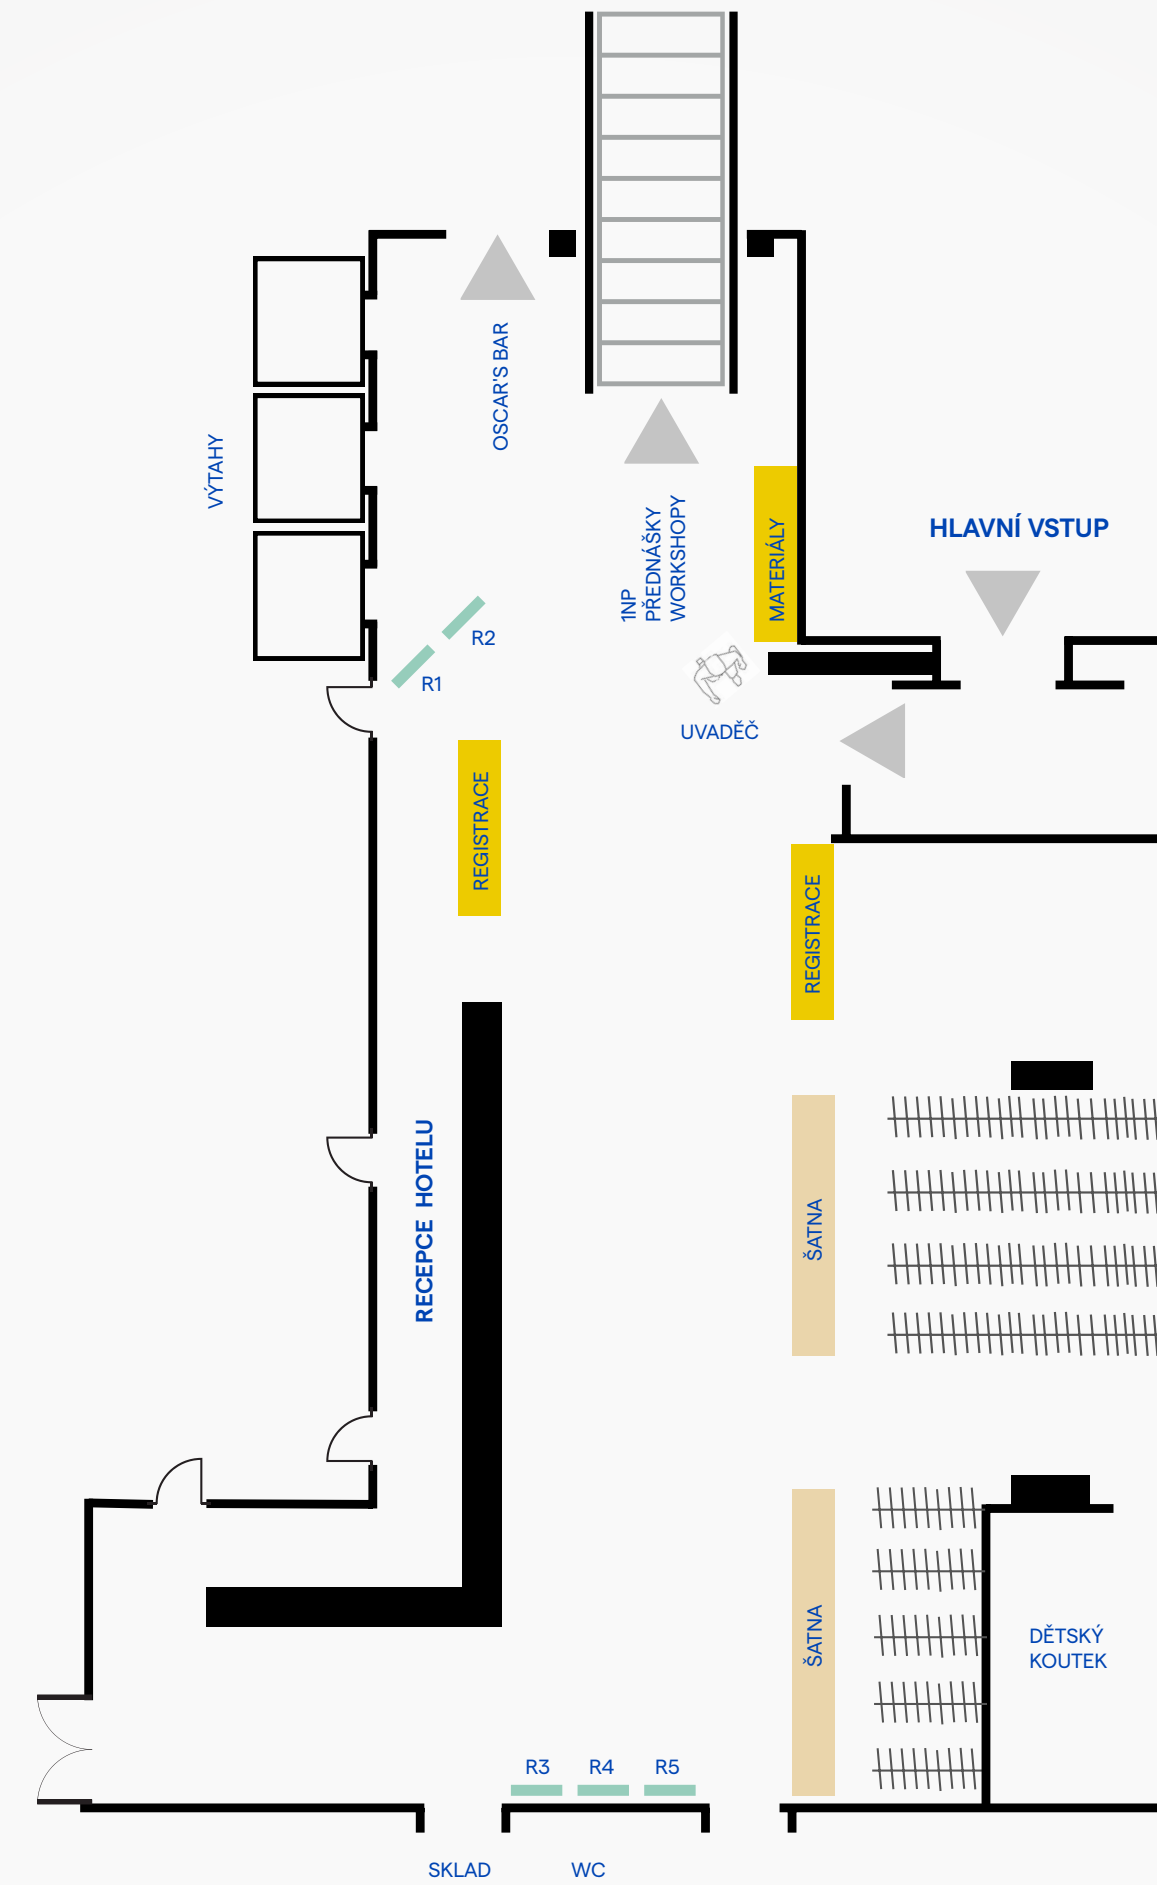 OSCAR'S BAR
VÝTAHY
1NP
PŘEDNÁŠKY
WORKSHOPY
MATERIÁLY
HLAVNÍ VSTUP
R2
R1
UVADĚČ
REGISTRACE
REGISTRACE
RECEPCE HOTELU
ŠATNA
ŠATNA
DĚTSKÝ
KOUTEK
R3
R4
R5
SKLAD
WC